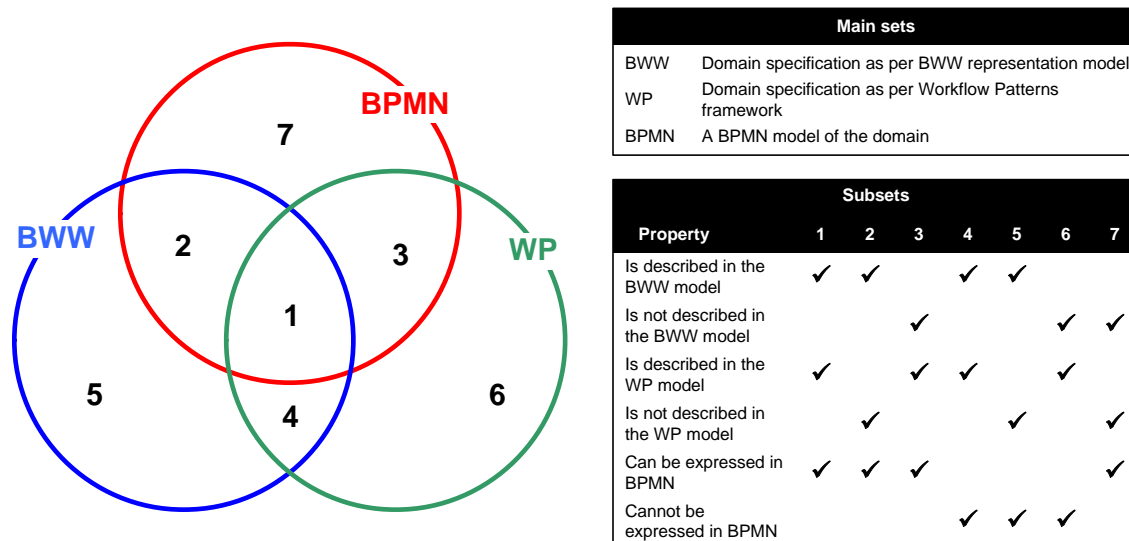 BPMN
7
BWW
2
3
WP
1
5
4
6
Main sets
BWW Domain specification as per BWW representation model
WP Domain specification as per Workflow Patterns
framework
BPMN A BPMN model of the domain
Subsets
Property 1 2 3 4 5 6 7
Is described in the
BWW model ✓ ✓ ✓ ✓
Is not described in
the BWW model ✓ ✓ ✓
Is described in the
WP model ✓ ✓ ✓ ✓
Is not described in
the WP model ✓ ✓ ✓
Can be expressed in
BPMN ✓ ✓ ✓ ✓
Cannot be
expressed in BPMN ✓ ✓ ✓